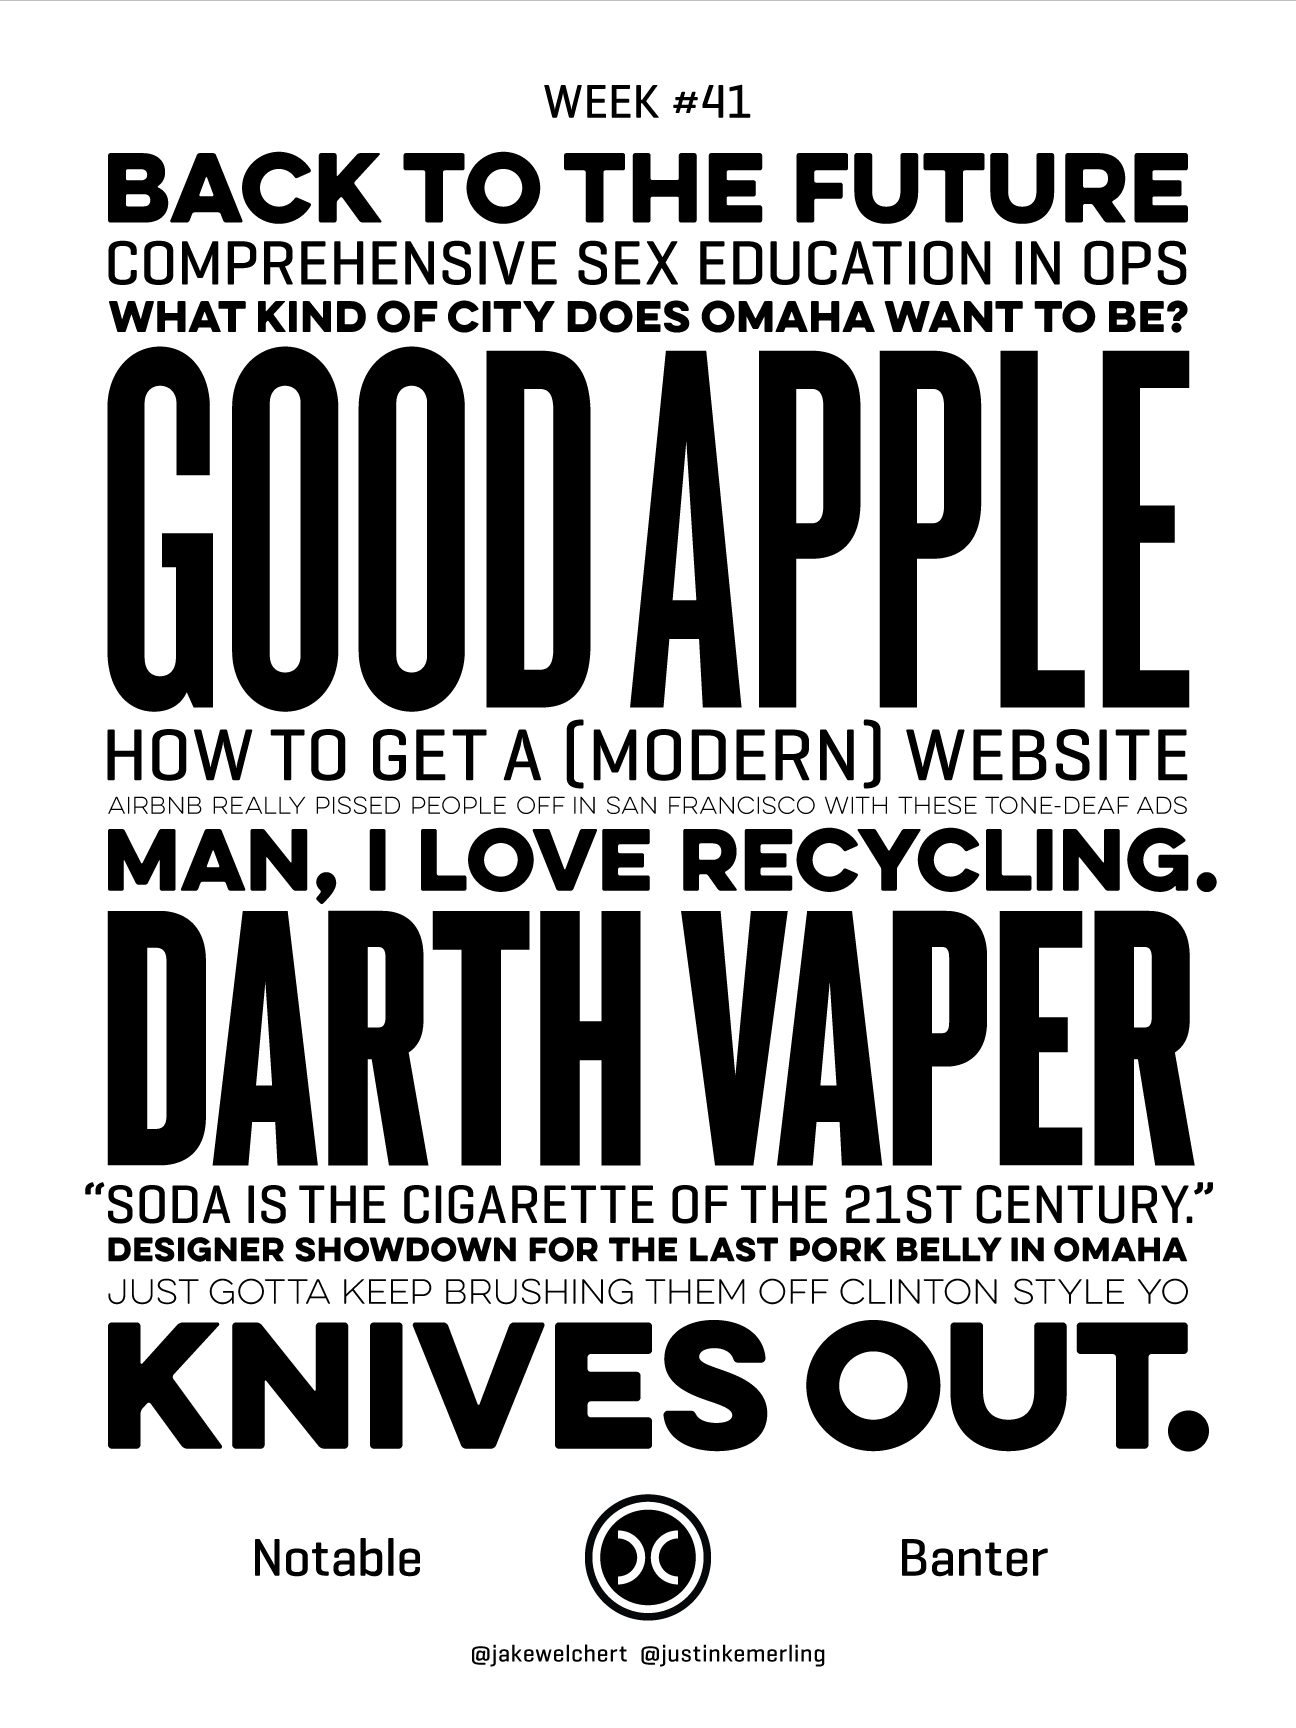 WEEK #41
BACK TO THE FUTURE
COMPREHENSIVE SEX EDUCATION IN OPS
WHAT KIND OF CITY DOES OMAHA WANT TO BE?
GOOD APPLE
HOW TO GET A (MODERN) WEBSITE
AIRBNB REALLY PISSED PEOPLE OFF IN SAN FRANCISCO WITH THESE TONE-DEAF ADS
MAN, I LOVE RECYCLING.
DARTH VAPER
“SODA IS THE CIGARETTE OF THE 21ST CENTURY.”
DESIGNER SHOWDOWN FOR THE LAST PORK BELLY IN OMAHA
JUST GOTTA KEEP BRUSHING THEM OFF CLINTON STYLE YO
KNIVES OUT.
Notable Banter
@jakewelchert @justinkemerling